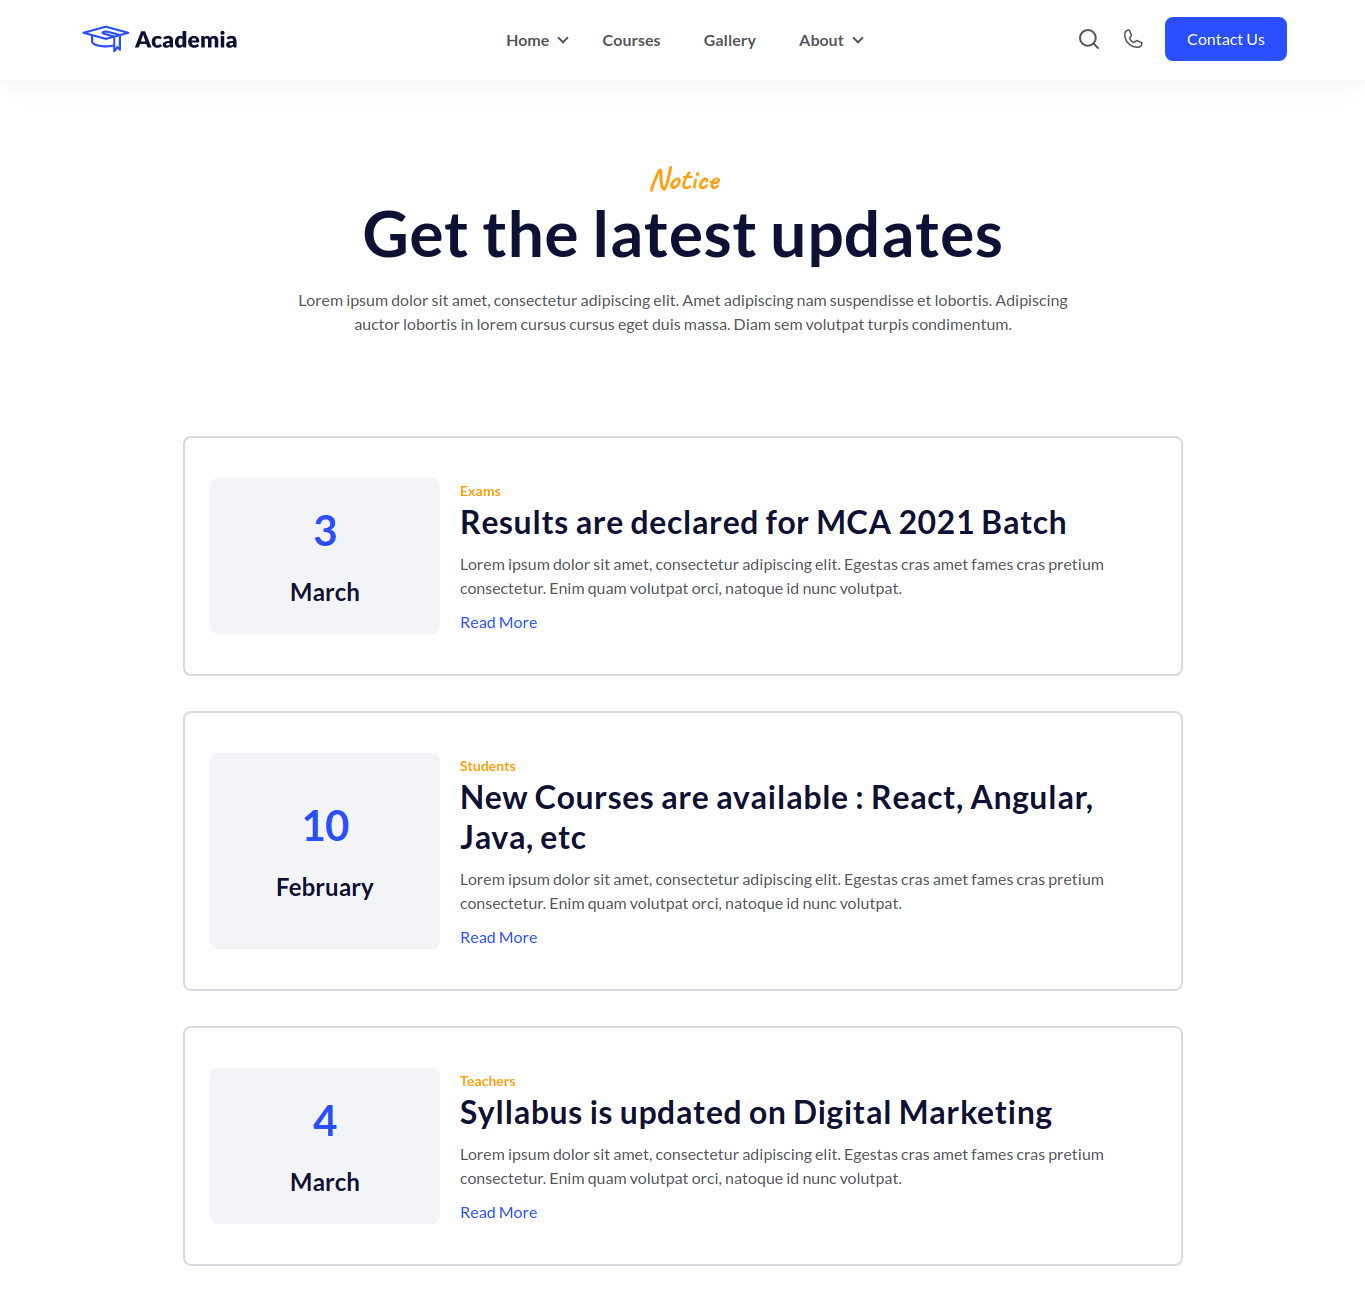 Academia
Home Courses Gallery About Contact Us
Notice
Get the latest updates
Lorem ipsum dolor sit amet, consectetur adipiscing elit. Amet adipiscing nam suspendisse et lobortis. Adipiscing
auctor lobortis in lorem cursus cursus eget duis massa. Diam sem volutpat turpis condimentum.
3
March
Exams
Results are declared for MCA 2021 Batch
Lorem ipsum dolor sit amet, consectetur adipiscing elit. Egestas cras amet fames cras pretium
consectetur. Enim quam volutpat orci, natoque id nunc volutpat.
Read More
10
February
Students
New Courses are available : React, Angular,
Java, etc
Lorem ipsum dolor sit amet, consectetur adipiscing elit. Egestas cras amet fames cras pretium
consectetur. Enim quam volutpat orci, natoque id nunc volutpat.
Read More
4
March
Teachers
Syllabus is updated on Digital Marketing
Lorem ipsum dolor sit amet, consectetur adipiscing elit. Egestas cras amet fames cras pretium
consectetur. Enim quam volutpat orci, natoque id nunc volutpat.
Read More